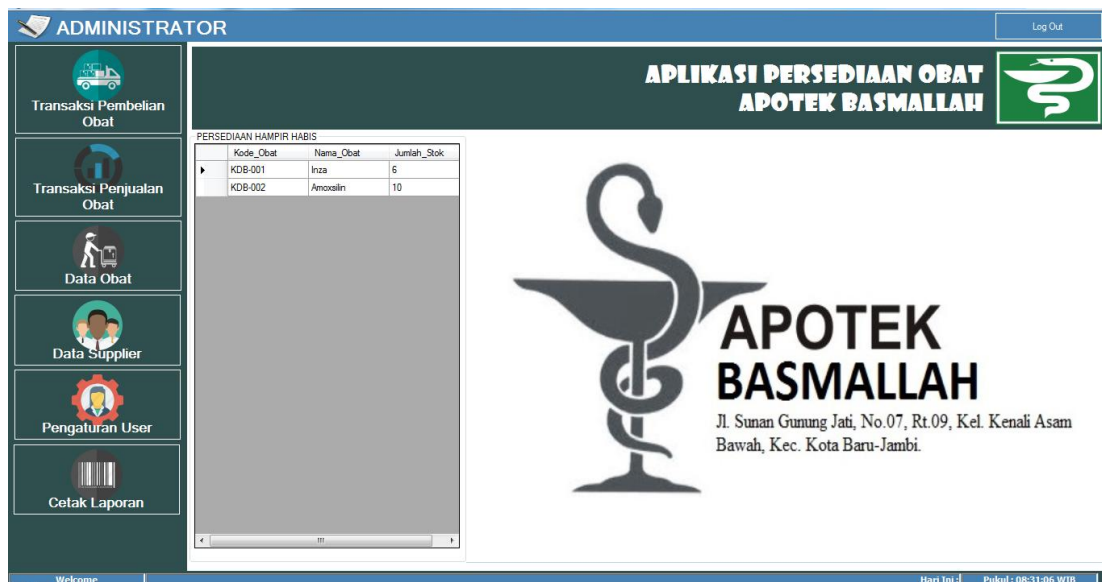 ADMINISTRATOR
Log Out
Transaksi Pembelian
Obat
Transaksi Penjualan
Obat
Data Obat
Data Supplier
Pengaturan User
Cetak Laporan
APLIKASI PERSEDIAAN OBAT
APOTEK BASMALLAH
PERSEDIAAN HAMPIR HABIS
Kode_Obat Nama_Obat Jumlah_Stok
KDB-001 Inza 6
KDB-002 Amoxsilin 10
APOTEK
BASMALLAH
Jl. Sunan Gunung Jati, No.07, Rt.09, Kel. Kenali Asam
Bawah, Kec. Kota Baru-Jambi.
Welcome
Hari Ini : Pukul : 08:31:06 WIB